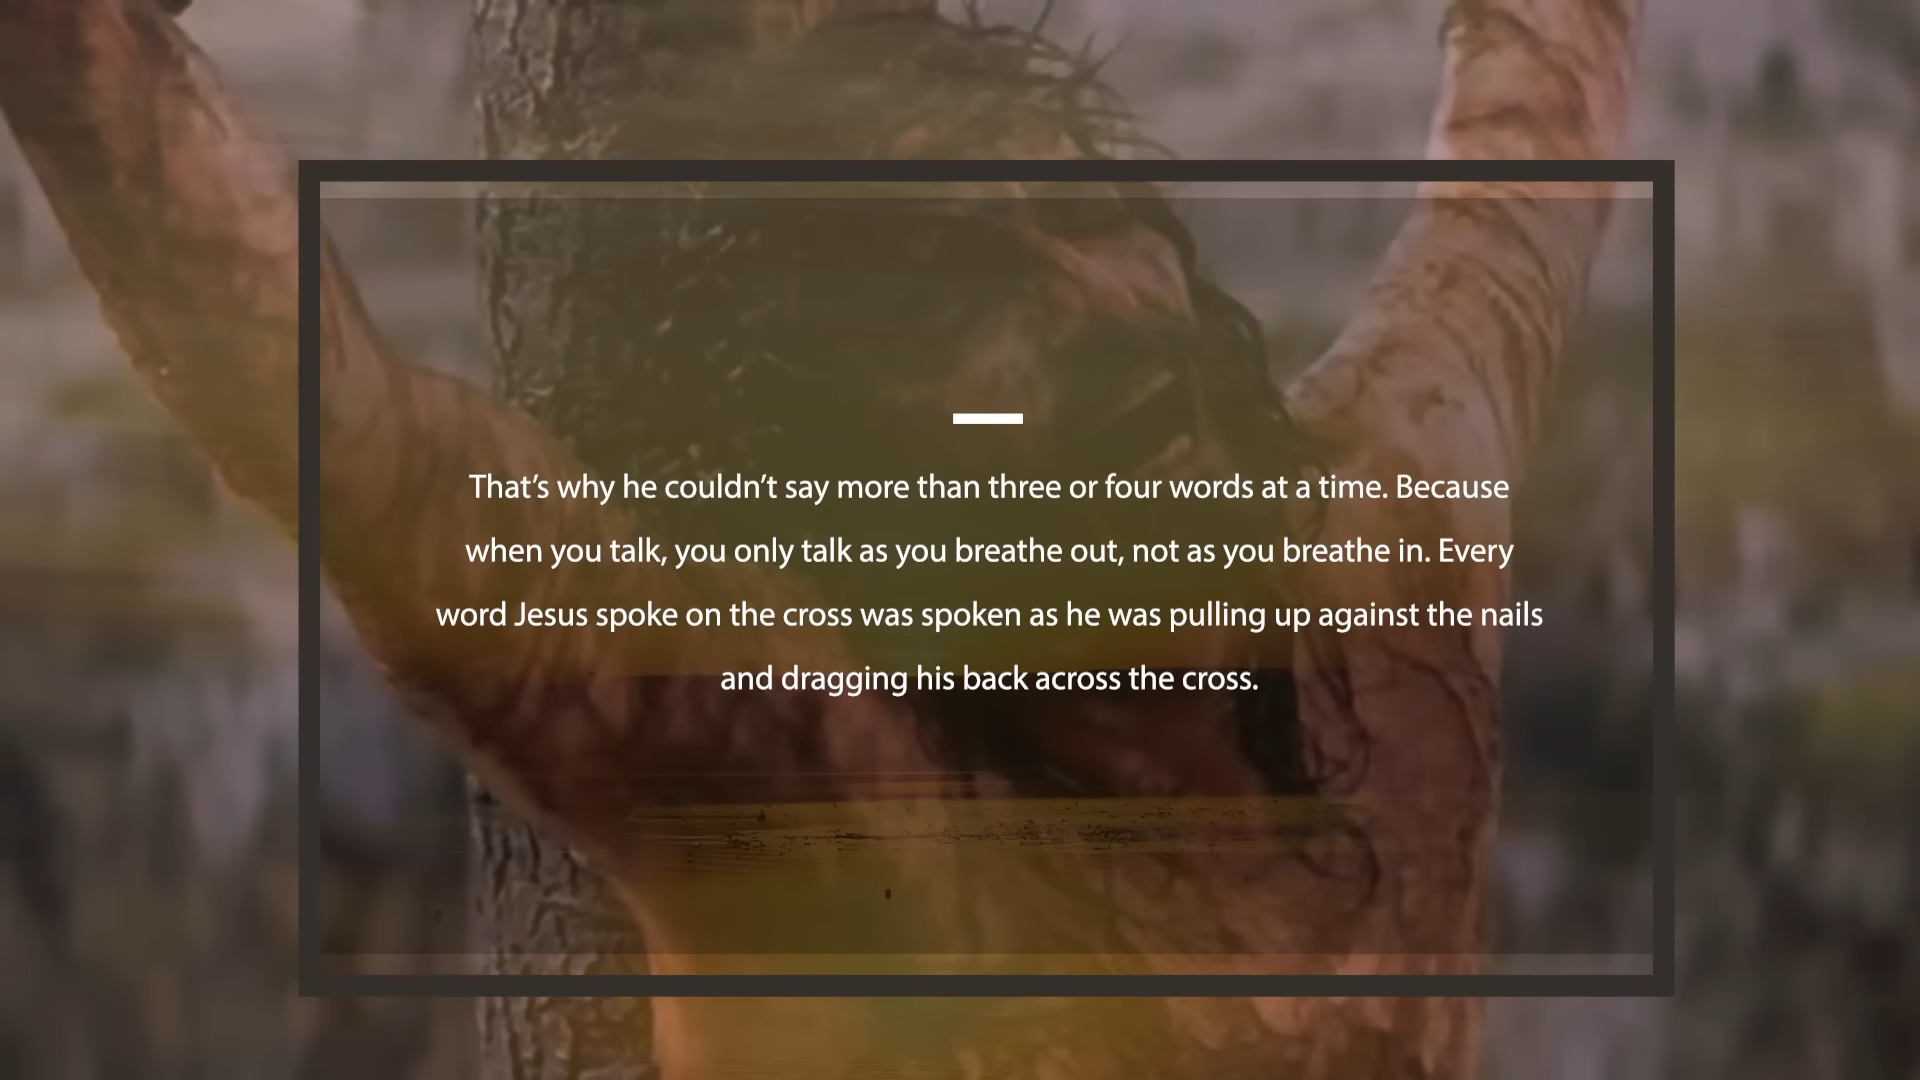 That’s why he couldn’t say more than three or four words at a time. Because
when you talk, you only talk as you breathe out, not as you breathe in. Every
word Jesus spoke on the cross was spoken as he was pulling up against the nails
and dragging his back across the cross.